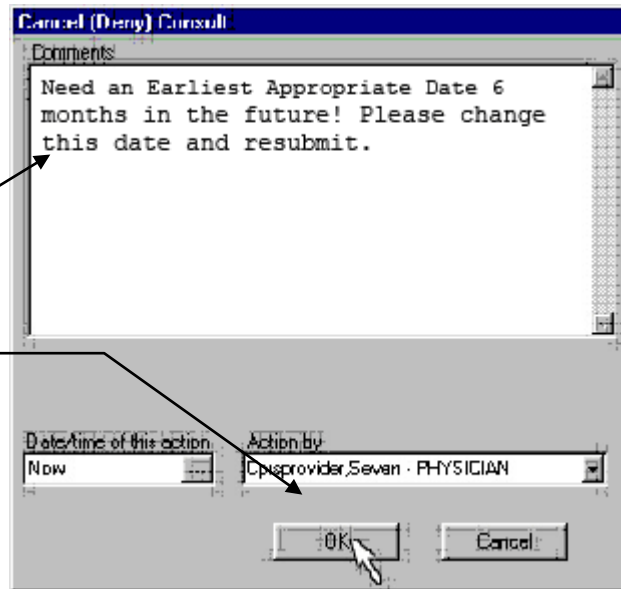 Cancel (Deny) Consult
Comments
Need an Earliest Appropriate Date 6
months in the future! Please change
this date and resubmit.
Date/time of this action
Action by
Now
Cprsprovider,Seven - PHYSICIAN
OK
Cancel